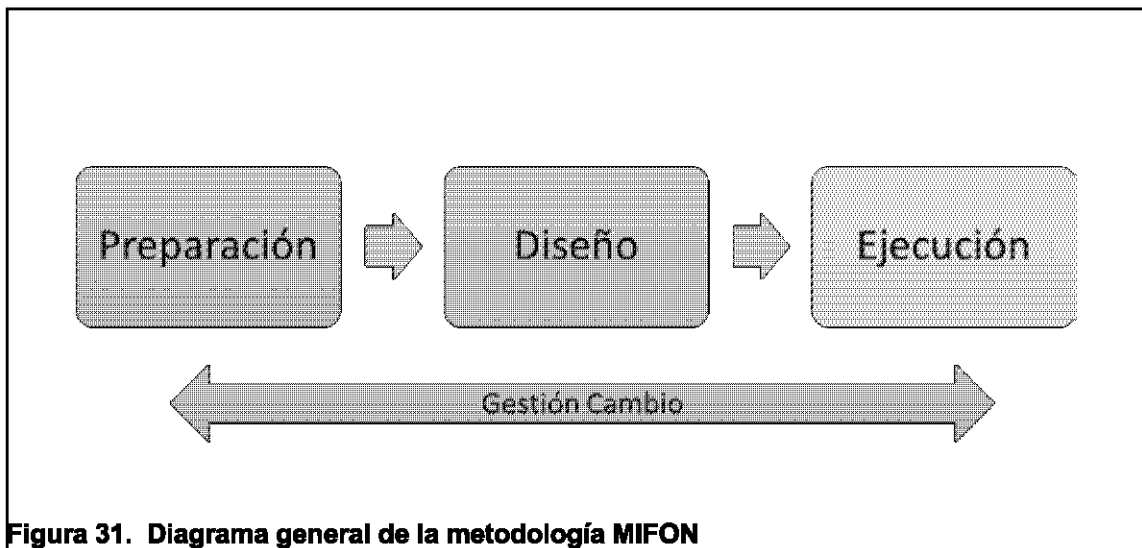 Preparación
Diseño
Ejecución
Gestión Cambio
Figura 31. Diagrama general de la metodología MIFON